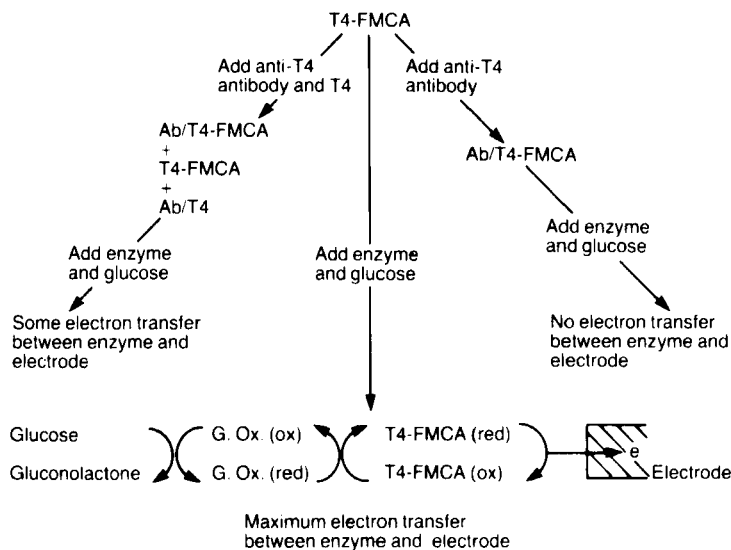 T4-FMCA
Add anti-T4
antibody and T4
Add anti-T4
antibody
Ab/T4-FMCA
+
T4-FMCA
+
Ab/T4
Ab/T4-FMCA
Add enzyme
and glucose
Add enzyme
and glucose
Add enzyme
and glucose
Some electron transfer
between enzyme and
electrode
No electron transfer
between enzyme and
electrode
Glucose
G. Ox. (ox)
T4-FMCA (red)
e
Gluconolactone
G. Ox. (red)
T4-FMCA (ox)
Electrode
Maximum electron transfer
between enzyme and electrode